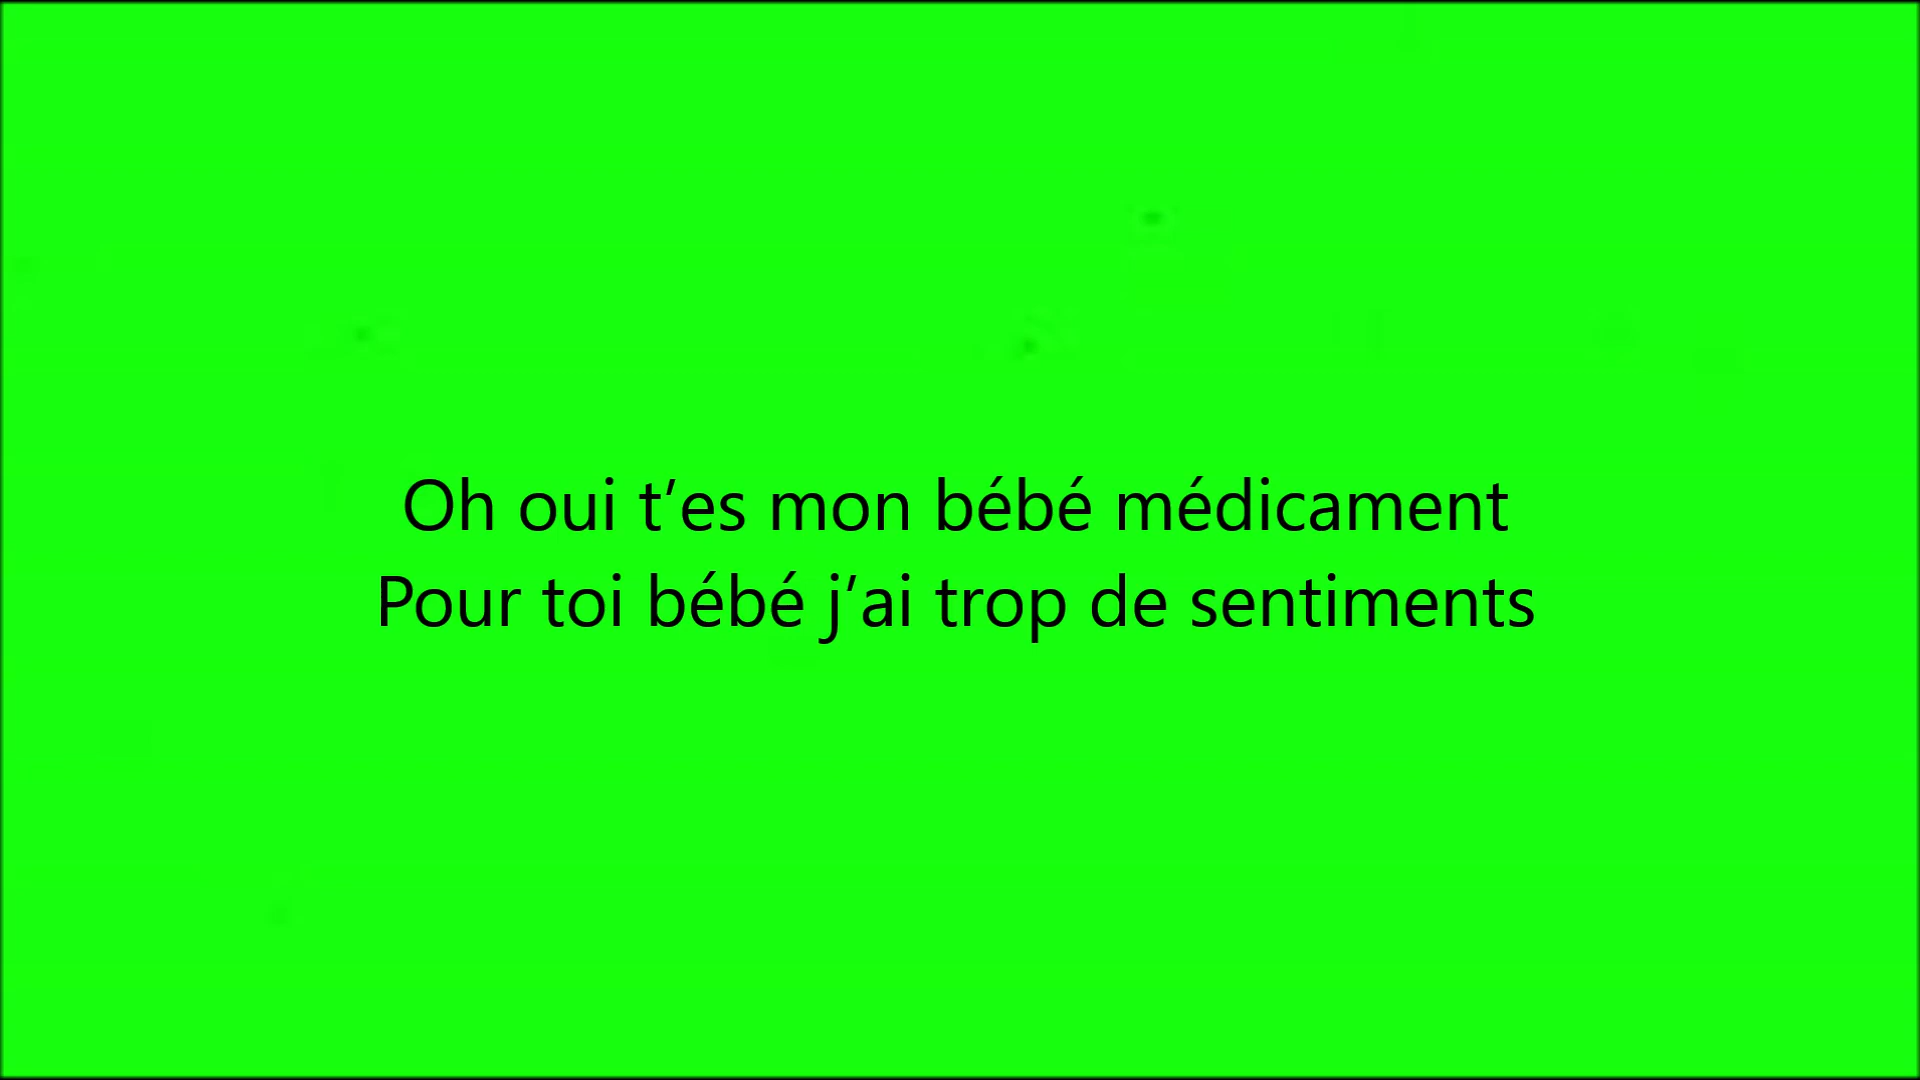 Oh oui t’es mon bébé médicament
Pour toi bébé j’ai trop de sentiments